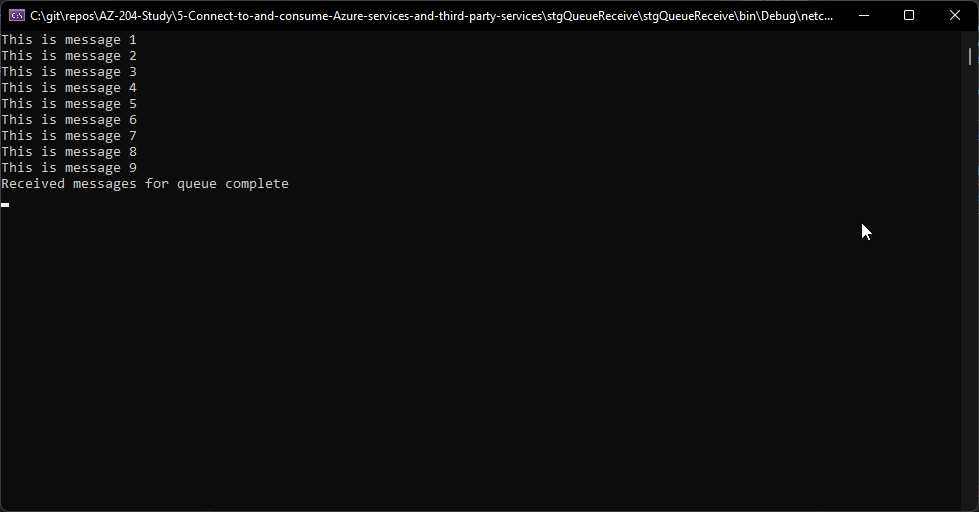 C:\git\repos\AZ-204-Study\5-Connect-to-and-consume-Azure-services-and-third-party-services\stgQueueReceive\stgQueueReceive\bin\Debug\netc...
This is message 1
This is message 2
This is message 3
This is message 4
This is message 5
This is message 6
This is message 7
This is message 8
This is message 9
Received messages for queue complete